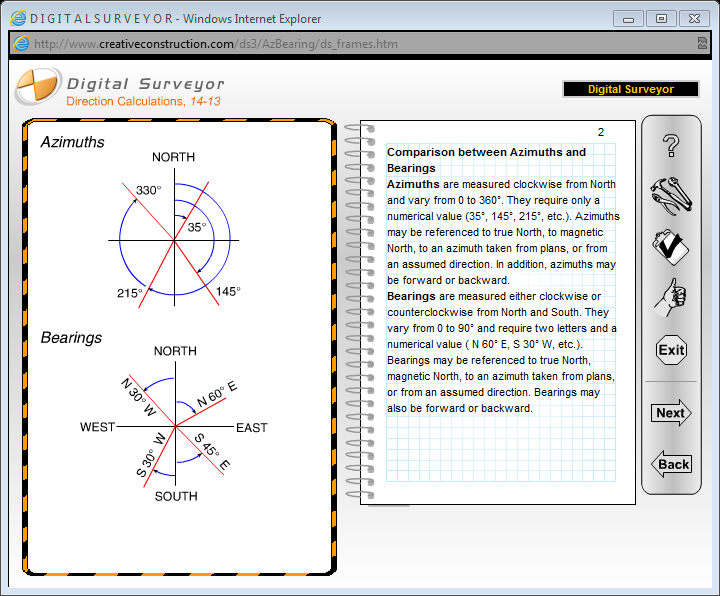 DIGITALSURVEYOR - Windows Internet Explorer
http://www.creativeconstruction.com/ds3/AzBearing/ds_frames.htm
Digital Surveyor
Direction Calculations, 14-13
Digital Surveyor
Azimuths
NORTH
330°
35°
215°
145°
Bearings
NORTH
N 30° W
N 60° E
WEST
EAST
S 30° W
S 45° E
SOUTH
2
Comparison between Azimuths and
Bearings
Azimuths are measured clockwise from North
and vary from 0 to 360°. They require only a
numerical value (35°, 145°, 215°, etc.). Azimuths
may be referenced to true North, to magnetic
North, to an azimuth taken from plans, or from
an assumed direction. In addition, azimuths may
be forward or backward.
Bearings are measured either clockwise or
counterclockwise from North and South. They
vary from 0 to 90° and require two letters and a
numerical value ( N 60° E, S 30° W, etc.).
Bearings may be referenced to true North,
magnetic North, to an azimuth taken from plans,
or from an assumed direction. Bearings may
also be forward or backward.
?
Exit
Next
Back